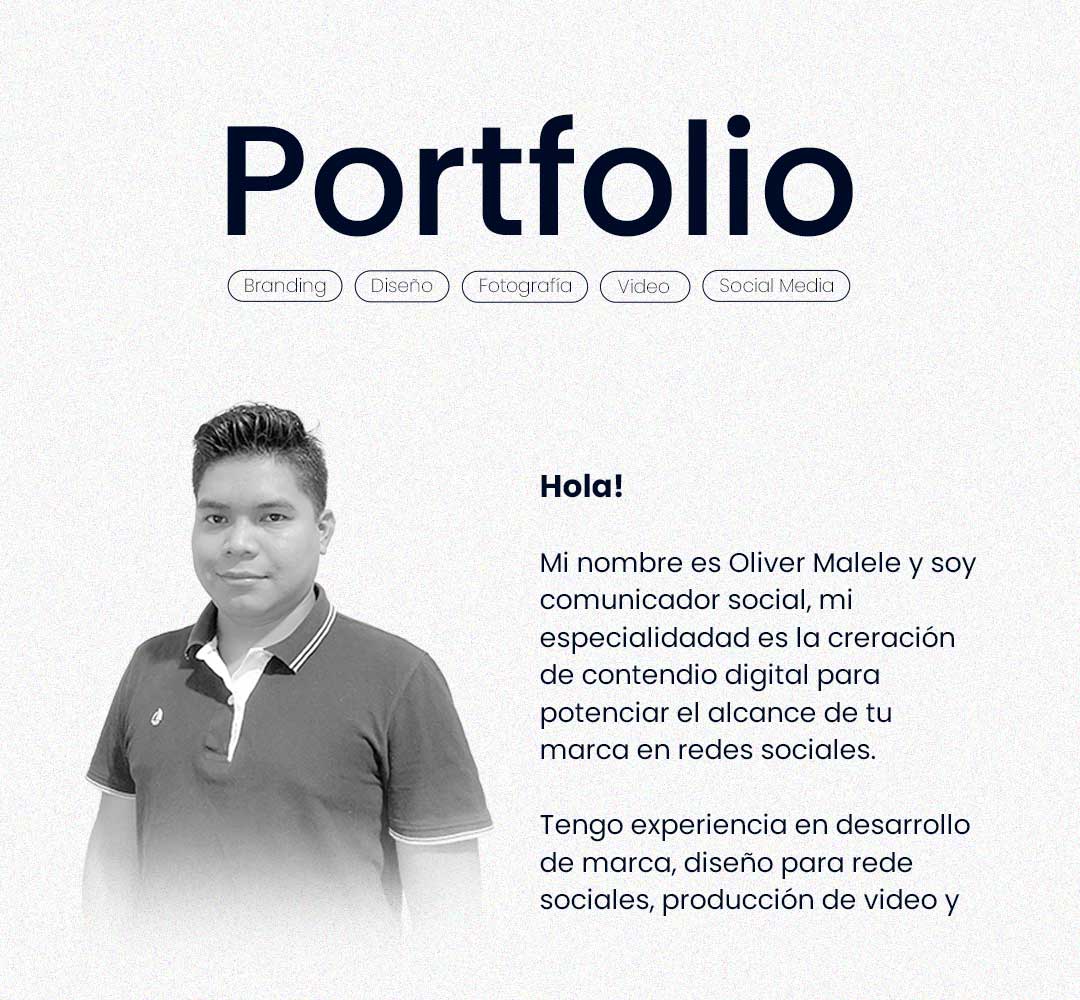 Portfolio
Branding Diseño Fotografía Video Social Media
Hola!
Mi nombre es Oliver Malele y soy
comunicador social, mi
especialidadad es la creración
de contendio digital para
potenciar el alcance de tu
marca en redes sociales.
Tengo experiencia en desarrollo
de marca, diseño para rede
sociales, producción de video y